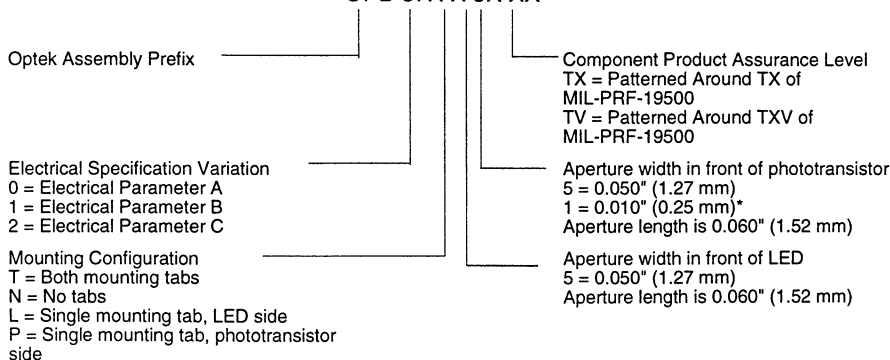 Optek Assembly Prefix
Electrical Specification Variation
0 = Electrical Parameter A
1 = Electrical Parameter B
2 = Electrical Parameter C
Mounting Configuration
T = Both mounting tabs
N = No tabs
L = Single mounting tab, LED side
P = Single mounting tab, phototransistor
side
Component Product Assurance Level
TX = Patterned Around TX of
MIL-PRF-19500
TV = Patterned Around TXV of
MIL-PRF-19500
Aperture width in front of phototransistor
5 = 0.050" (1.27 mm)
1 = 0.010" (0.25 mm)*
Aperture length is 0.060" (1.52 mm)
Aperture width in front of LED
5 = 0.050" (1.27 mm)
Aperture length is 0.060" (1.52 mm)